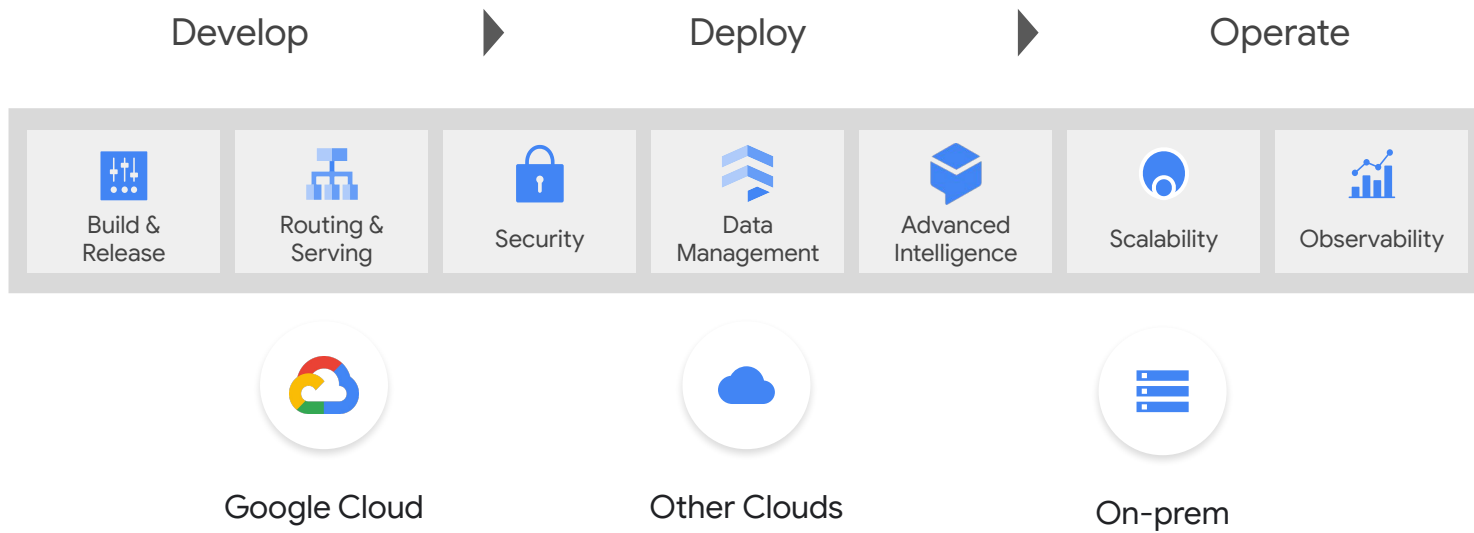 Develop
Deploy
Operate
Build &
Release
Routing &
Serving
Security
Data
Management
Advanced
Intelligence
Scalability
Observability
Google Cloud
Other Clouds
On-prem